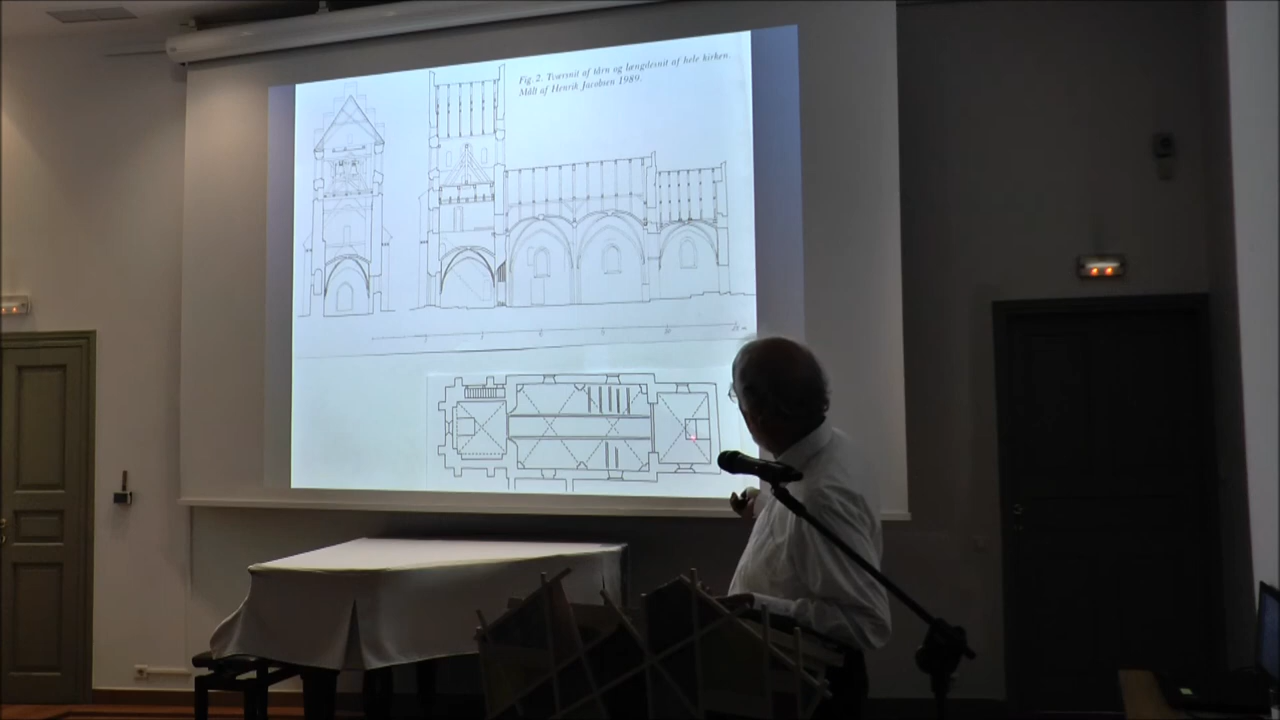 Fig. 2. Tværsnit af tårn og længdesnit af hele kirken.
Målt af Henrik Jacobsen 1989.